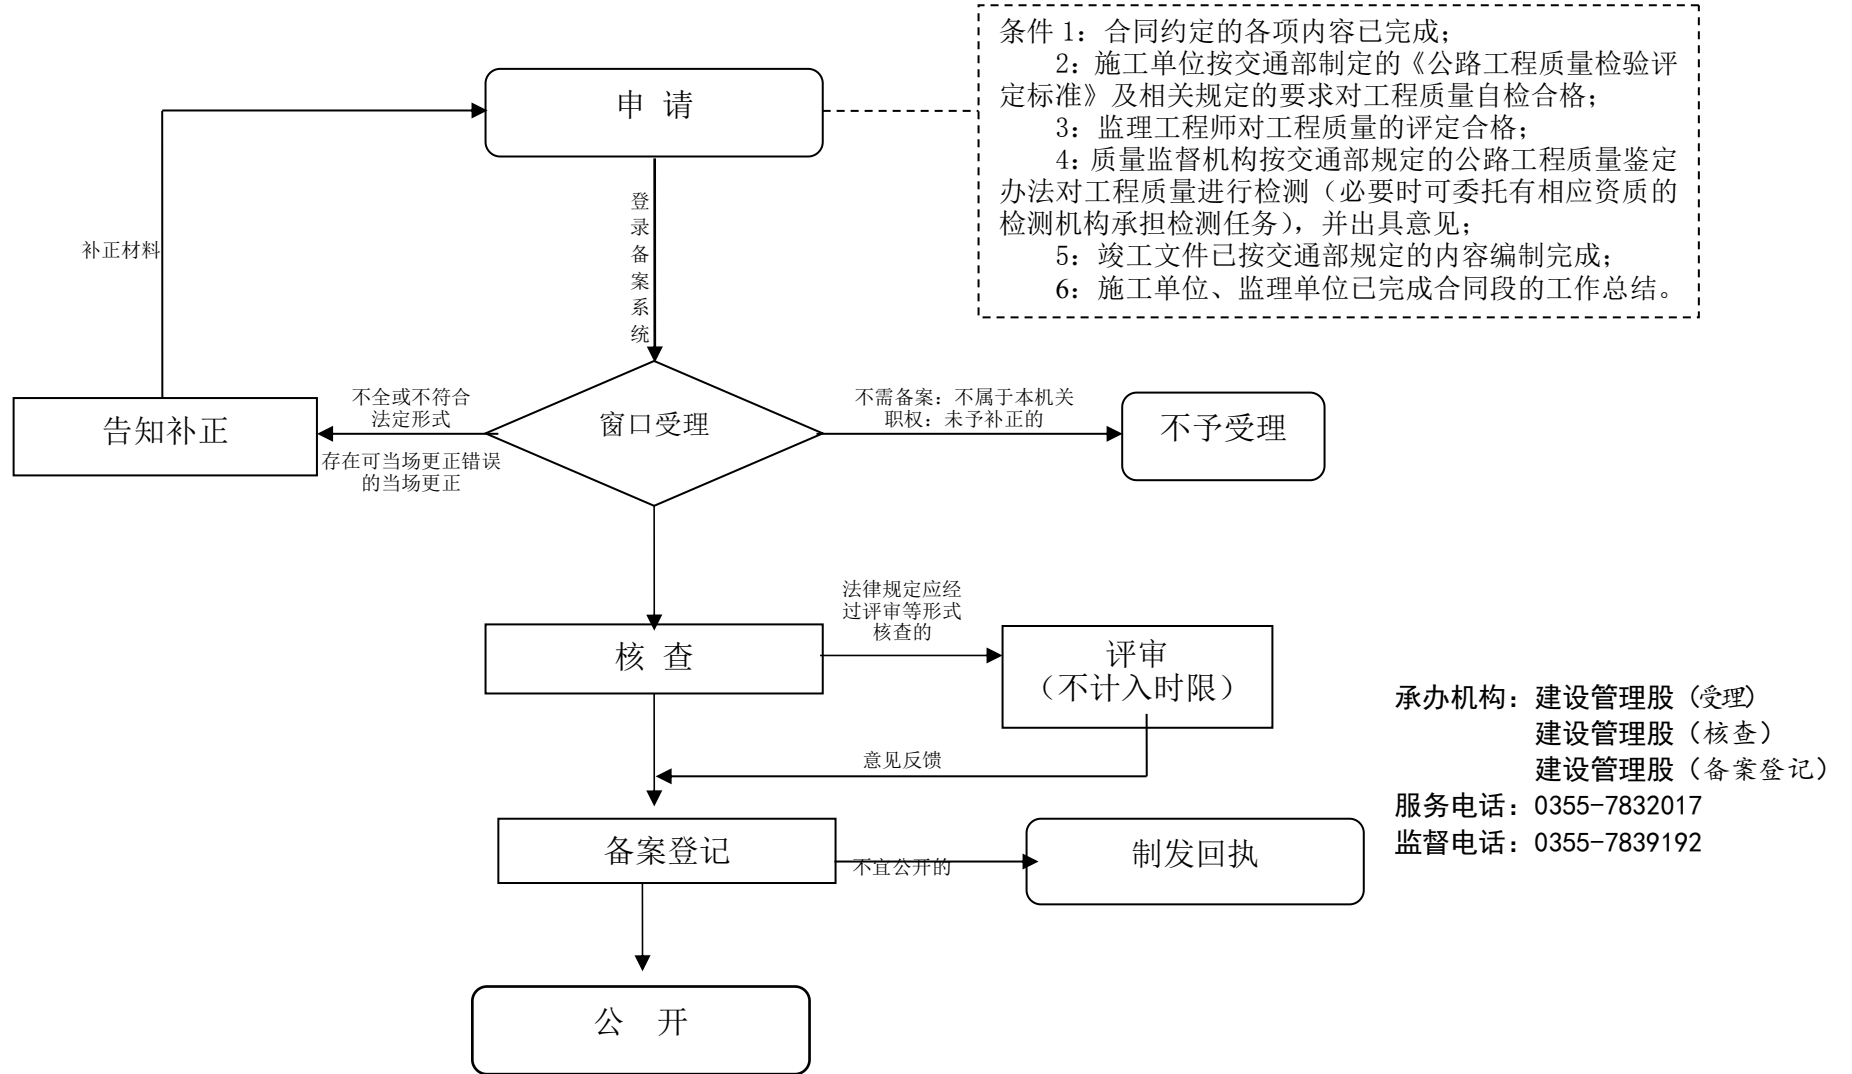 条件 1：合同约定的各项内容已完成；
2：施工单位按交通部制定的《公路工程质量检验评
定标准》及相关规定的要求对工程质量自检合格；
3：监理工程师对工程质量的评定合格；
4：质量监督机构按交通部规定的公路工程质量鉴定
办法对工程质量进行检测（必要时可委托有相应资质的
检测机构承担检测任务），并出具意见；
5：竣工文件已按交通部规定的内容编制完成；
6：施工单位、监理单位已完成合同段的工作总结。
申 请
登录备案系统
补正材料
告知补正
不全或不符合
法定形式
存在可当场更正错误
的当场更正
窗口受理
不需备案：不属于本机关
职权：未予补正的
不予受理
核 查
法律规定应经
过评审等形式
核查的
评审
（不计入时限）
意见反馈
备案登记
不宜公开的
制发回执
公 开
承办机构：建设管理股（受理）
建设管理股（核查）
建设管理股（备案登记）
服务电话：0355-7832017
监督电话：0355-7839192